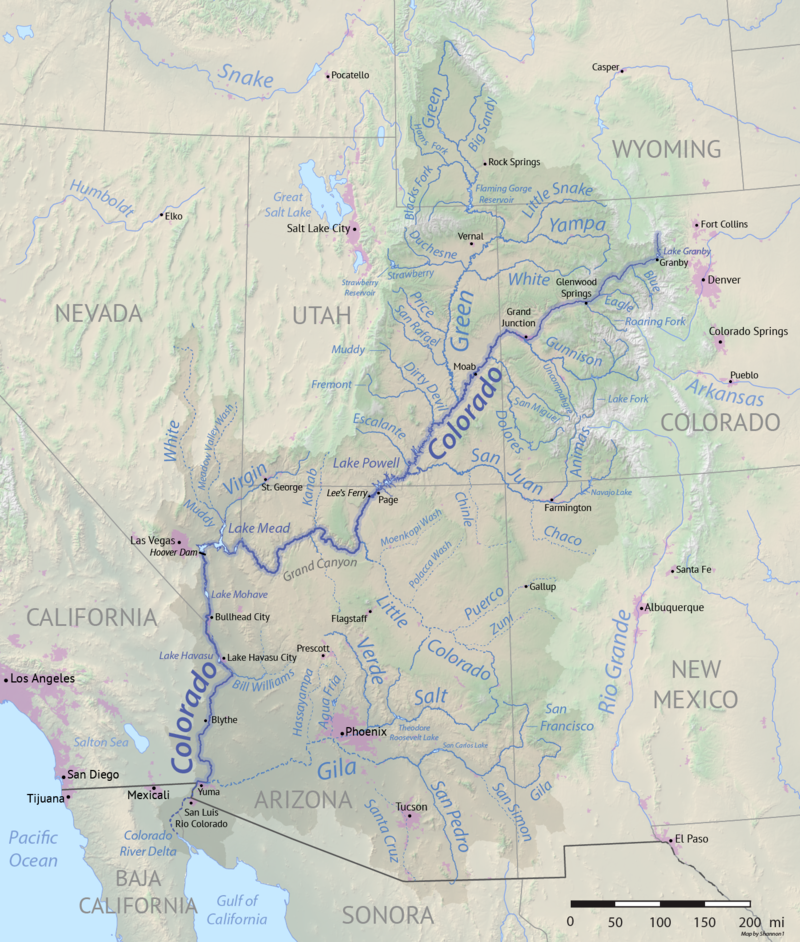 Snake
Pocatello
Casper
Green
Big Sandy
Hams Fork
WYOMING
Rock Springs
Blacks Fork
Flaming Gorge
Reservoir
Little Snake
Humboldt
Elko
Great
Salt Lake
Salt Lake City
Vernal
Yampa
Fort Collins
Duchesne
Lake Granby
Granby
Strawberry
Strawberry
Reservoir
White
Glenwood
Springs
Blue
Denver
NEVADA
UTAH
Price
San Rafael
Green
Grand
Junction
Eagle
Roaring Fork
Colorado Springs
Muddy
Moab
Gunnison
Pueblo
Fremont
Dirty Devil
Colorado
Uncompahgre
Arkansas
San Miguel
Lake Fork
Dolores
COLORADO
Escalante
Animas
White
Meadow Valley Wash
Virgin
St. George
Kanab
Lake Powell
San Juan
Lee's Ferry
Page
Navajo Lake
Farmington
Muddy
Lake Mead
Chinle
Moenkopi Wash
Chaco
Las Vegas
Hoover Dam
Grand Canyon
Polacca Wash
Santa Fe
Lake Mohave
Gallup
CALIFORNIA
Bullhead City
Flagstaff
Little Colorado
Puerco
Zuni
Albuquerque
Rio Grande
Lake Havasu
Lake Havasu City
Prescott
Verde
Bill Williams
Los Angeles
Colorado
Hassayampa
Agua Fria
Salt
NEW
MEXICO
Blythe
San
Francisco
Phoenix
Theodore
Roosevelt Lake
San Carlos Lake
Salton Sea
Gila
San Diego
Tijuana
Mexicali
Yuma
ARIZONA
Gila
San Luis
Rio Colorado
Tucson
San Pedro
San Simon
Santa Cruz
Pacific
Ocean
Colorado
River Delta
El Paso
BAJA
CALIFORNIA
Gulf of
California
SONORA
0 50 100 150 200 mi
Map by Shannon1